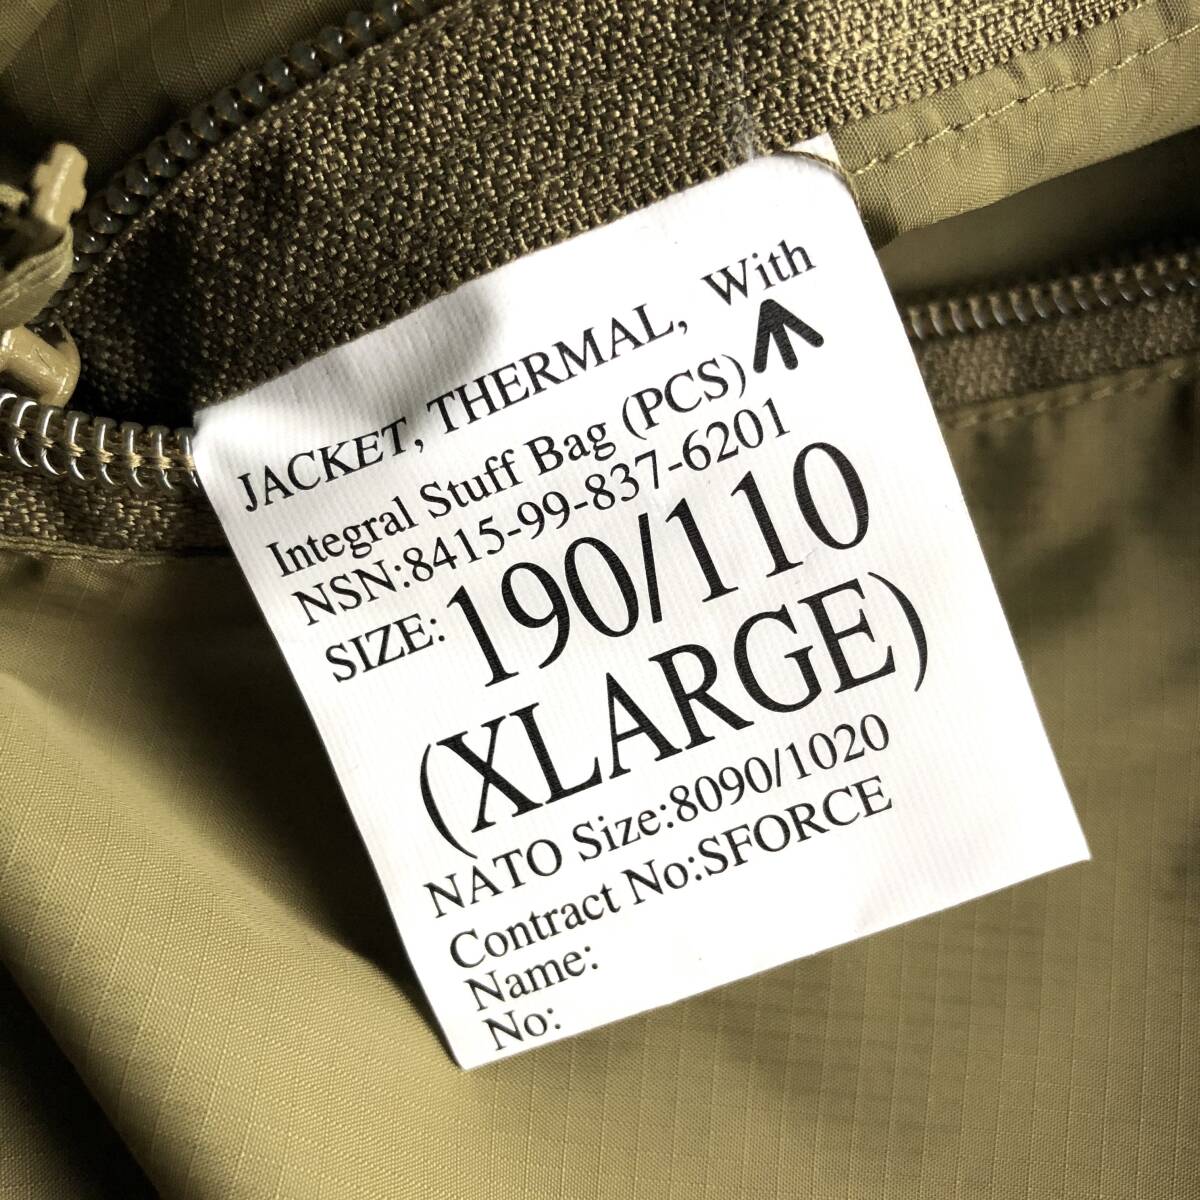 JACKET, THERMAL, With
Integral Stuff Bag (PCS)
NSN:8415-99-837-6201
SIZE: 190/110
(XLARGE)
NATO Size:8090/1020
Contract No:SFORCE
Name:
No: